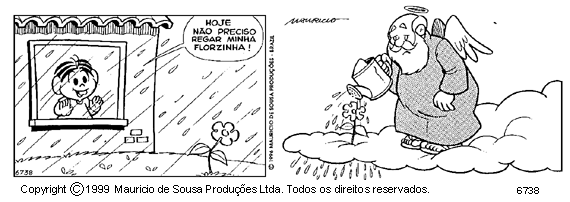 HOJE
NÃO PRECISO
REGAR MINHA
FLORZINHA!
6738
© 1996 MAURICIO DE SOUSA PRODUÇÕES - BRAZIL
MAURICIO
Copyright © 1999 Mauricio de Sousa Produções Ltda. Todos os direitos reservados.
6738